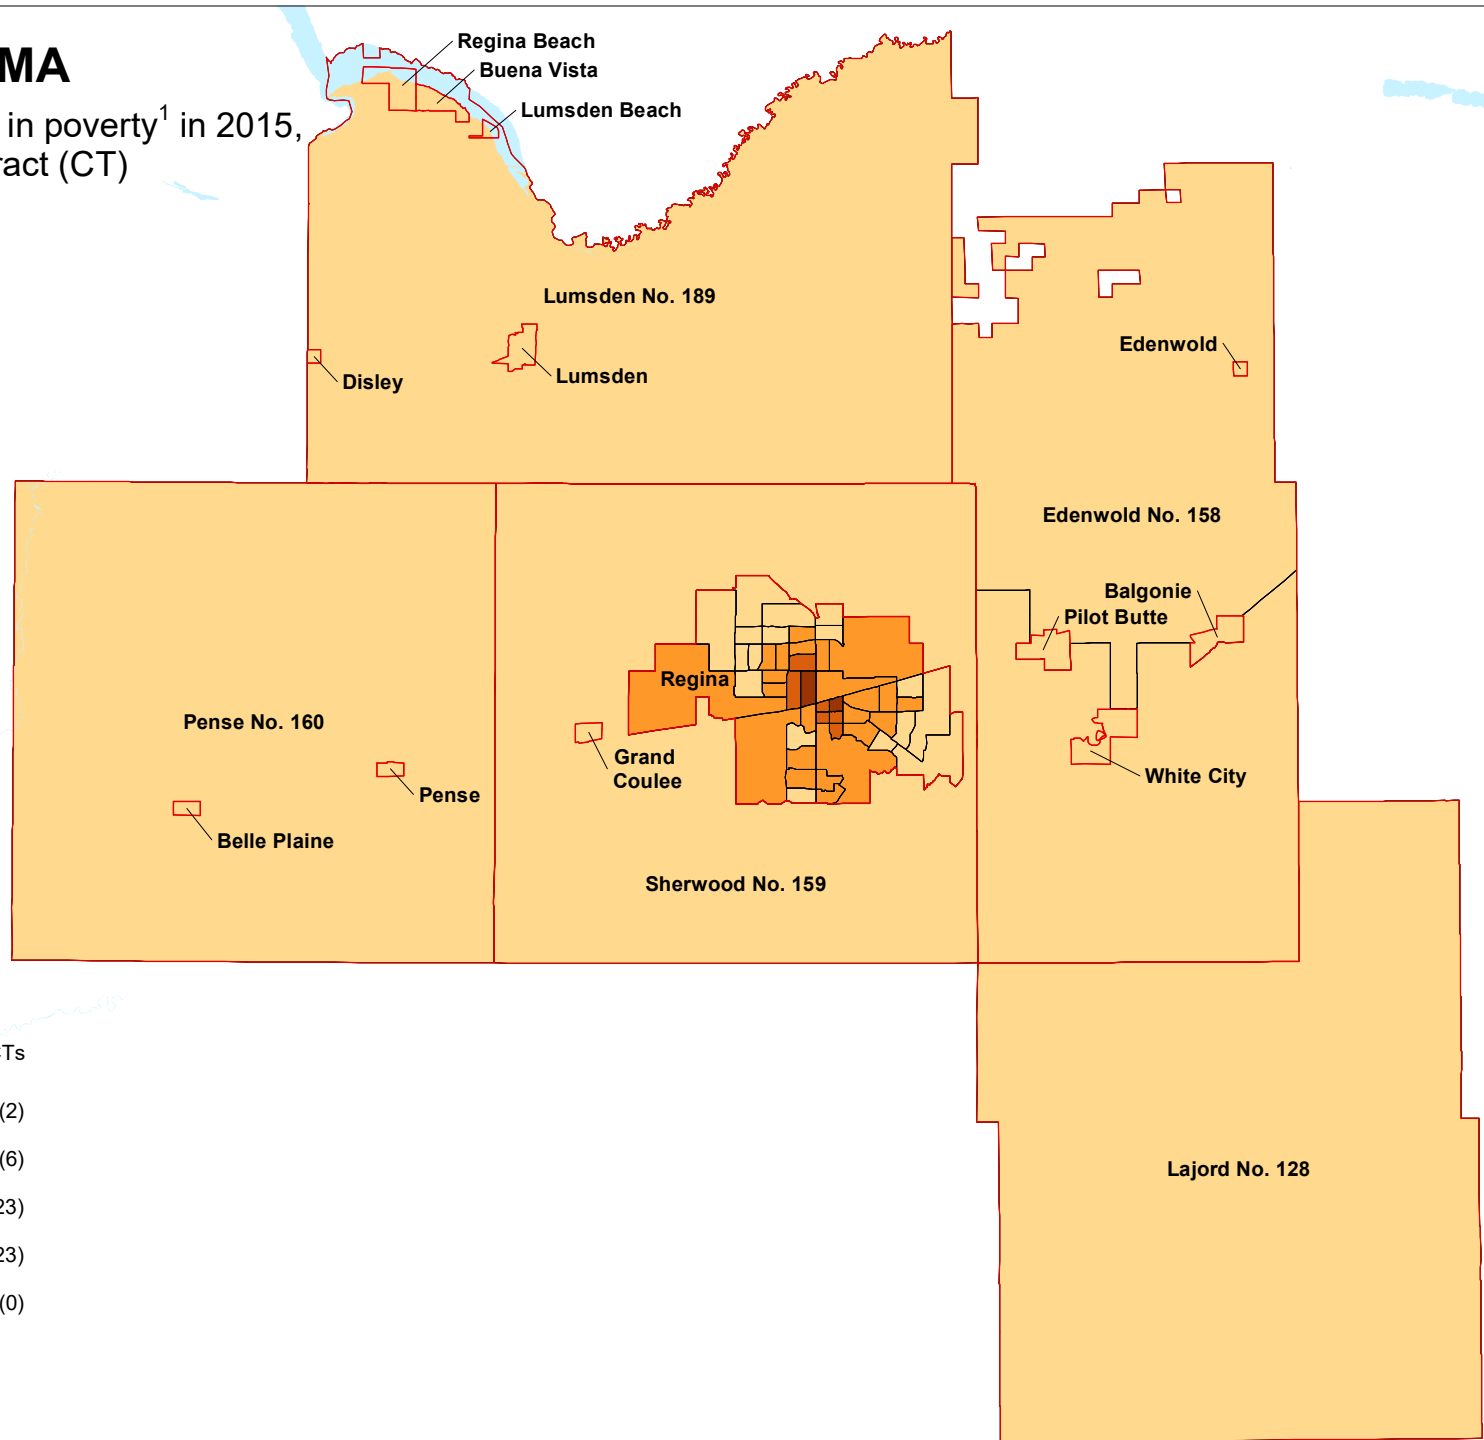 MA
in poverty¹ in 2015,
ract (CT)
Regina Beach
Buena Vista
Lumsden Beach
Lumsden No. 189
Disley
Lumsden
Edenwold
Edenwold No. 158
Balgonie
Pilot Butte
Regina
Pense No. 160
Grand
Coulee
White City
Pense
Belle Plaine
Sherwood No. 159
CTs
(2)
(6)
23)
23)
(0)
Lajord No. 128